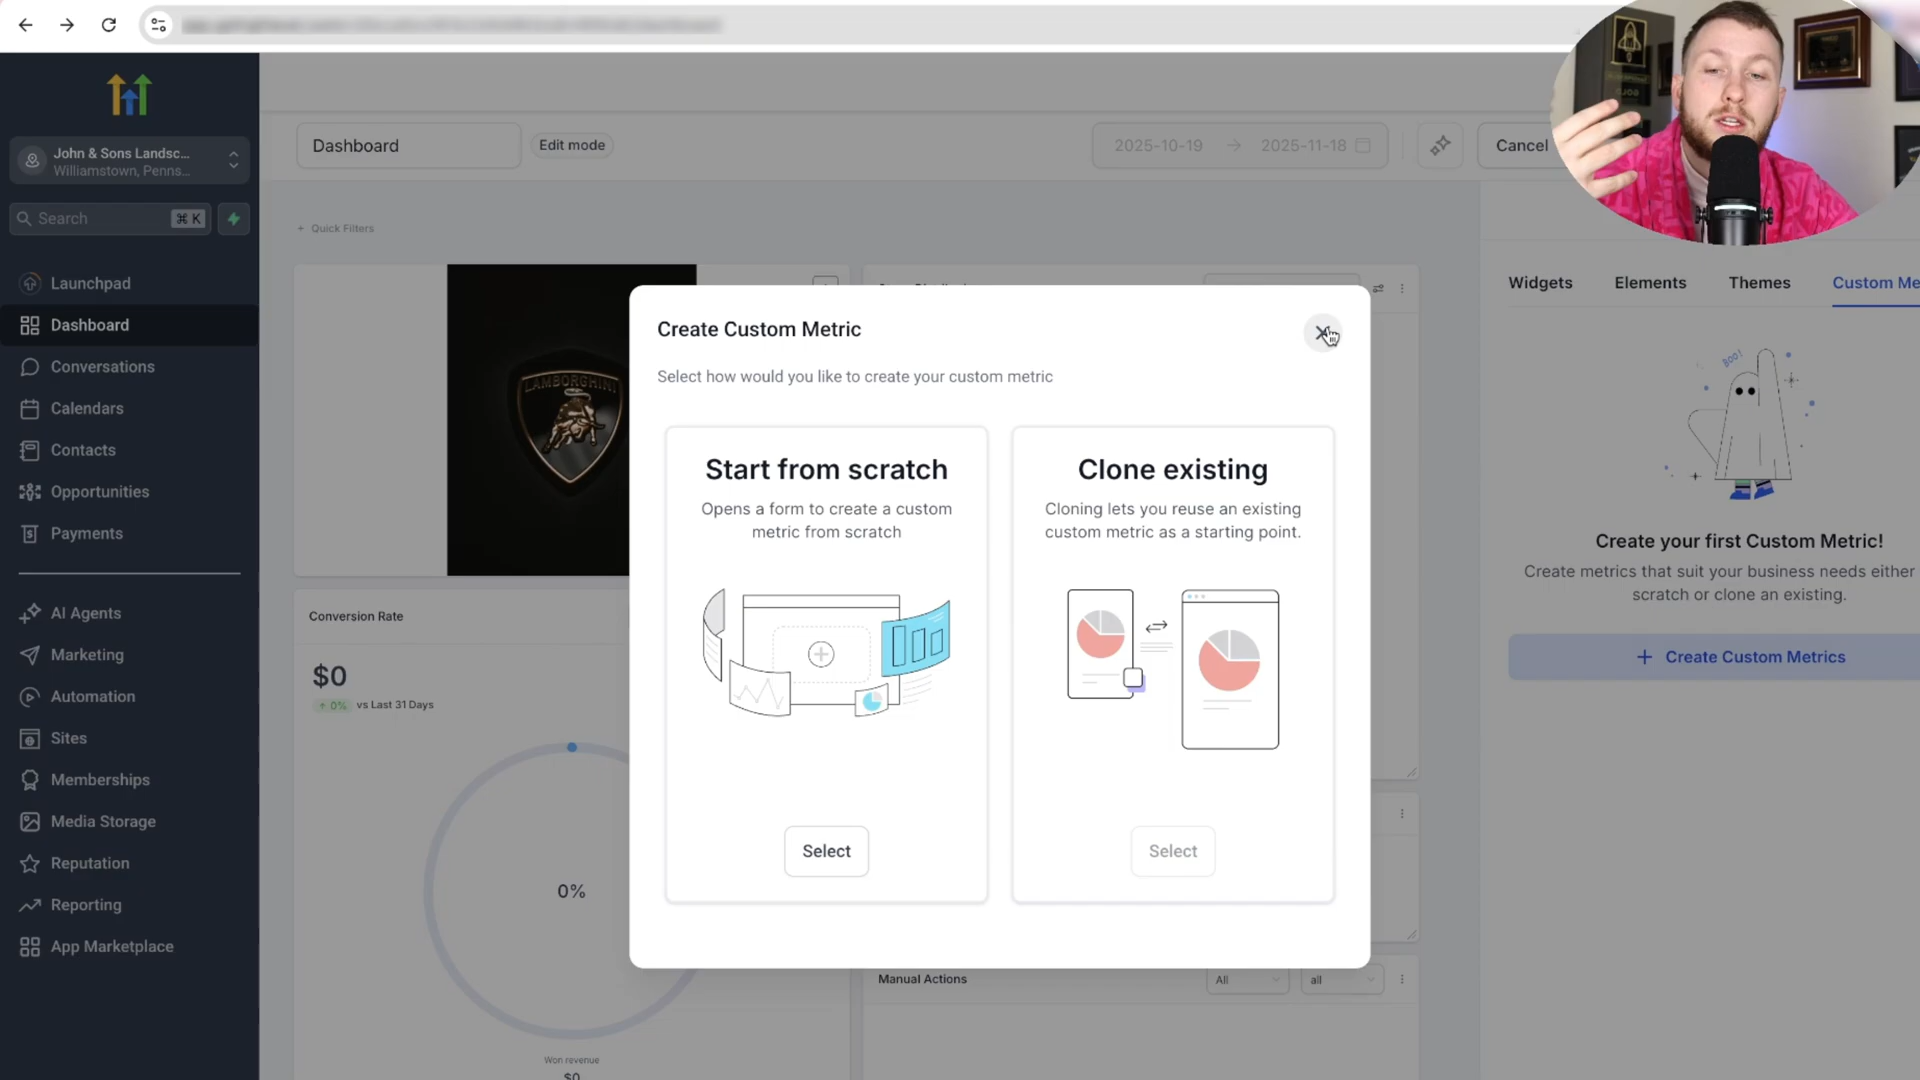 John & Sons Landsc...
Williamstown, Penns...
Search
⌘ K
Launchpad
Dashboard
Conversations
Calendars
Contacts
Opportunities
Payments
AI Agents
Marketing
Automation
Sites
Memberships
Media Storage
Reputation
Reporting
App Marketplace
Dashboard
Edit mode
2025-10-19 → 2025-11-18
Cancel
+ Quick Filters
LAMBORGHINI
Conversion Rate
$0
↑ 0% vs Last 31 Days
0%
Won revenue
$0
Create Custom Metric
Select how would you like to create your custom metric
Start from scratch
Opens a form to create a custom
metric from scratch
Select
Clone existing
Cloning lets you reuse an existing
custom metric as a starting point.
Select
Manual Actions
All
all
Widgets
Elements
Themes
Custom Me
BOO!
Create your first Custom Metric!
Create metrics that suit your business needs either
scratch or clone an existing.
+ Create Custom Metrics